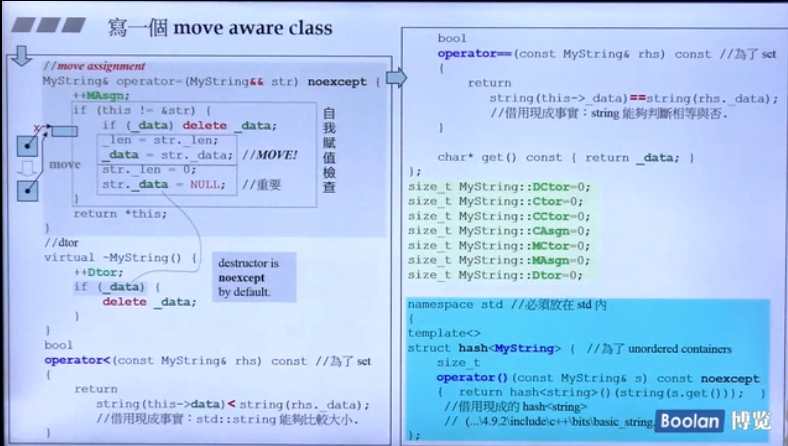 寫一個 move aware class
//move assignment
MyString& operator=(MyString&& str) noexcept {
++MAsgn;
if (this != &str) {
if (_data) delete _data;
_len = str._len;
_data = str._data; //MOVE!
str._len = 0;
str._data = NULL; //重要
}
return *this;
}
自我賦值檢查
x
move
//dtor
virtual ~MyString() {
++Dtor;
if (_data) {
delete _data;
}
}
destructor is
noexcept
by default.
bool
operator<(const MyString& rhs) const //為了 set
{
return
string(this->data)< string(rhs._data);
//借用現成事實：std::string 能夠比較大小.
}
bool
operator==(const MyString& rhs) const //為了 set
{
return
string(this->_data)==string(rhs._data);
//借用現成事實：string 能夠判斷相等與否.
}
char* get() const { return _data; }
};
size_t MyString::DCtor=0;
size_t MyString::Ctor=0;
size_t MyString::CCtor=0;
size_t MyString::CAsgn=0;
size_t MyString::MCtor=0;
size_t MyString::MAsgn=0;
size_t MyString::Dtor=0;
namespace std //必須放在 std 內
{
template<>
struct hash<MyString> { //為了 unordered containers
size_t
operator()(const MyString& s) const noexcept
{ return hash<string>()(string(s.get())); }
//借用現成的 hash<string>
// (...\4.9.2\include\c++\bits\basic_string.
};
Boolan 博览